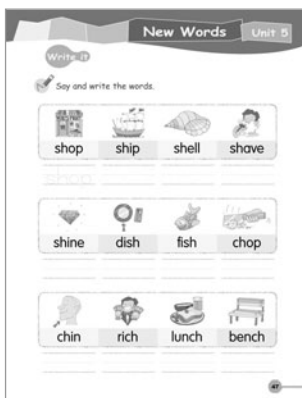 New Words Unit 5
Write it
Say and write the words.
shop ship shell shave
shop
shine dish fish chop
chin rich lunch bench
47